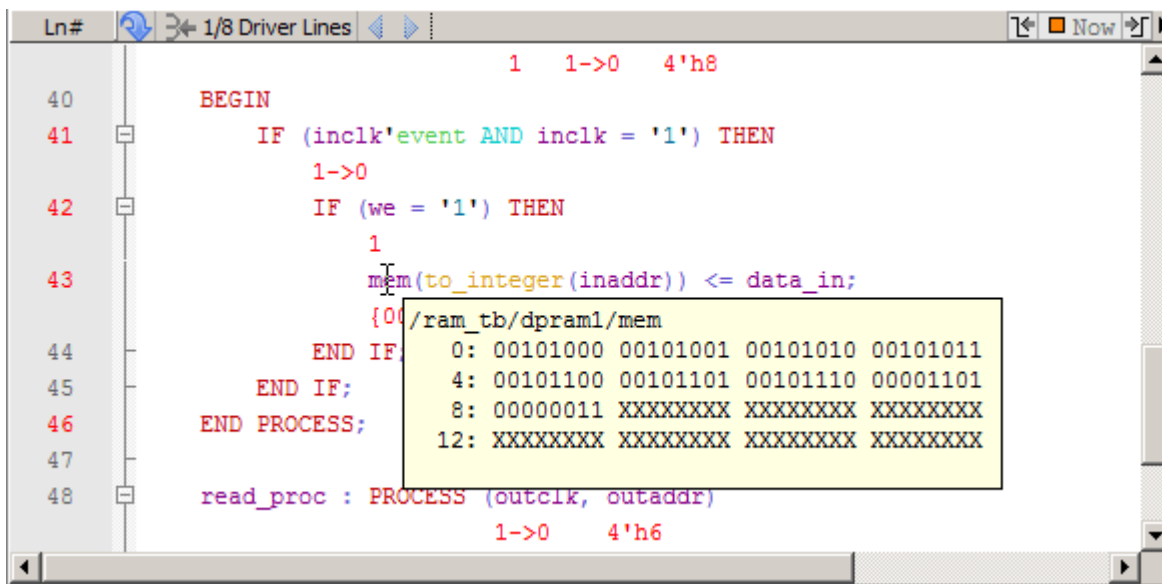 Ln# 1/8 Driver Lines Now
1 1->0 4'h8
40 BEGIN
41 IF (inclk'event AND inclk = '1') THEN
1->0
42 IF (we = '1') THEN
1
43 mem(to_integer(inaddr)) <= data_in;
{00
/ram_tb/dpram1/mem
44 END IF;
0: 00101000 00101001 00101010 00101011
45 END IF;
4: 00101100 00101101 00101110 00001101
8: 00000011 XXXXXXXX XXXXXXXX XXXXXXXX
46 END PROCESS;
12: XXXXXXXX XXXXXXXX XXXXXXXX XXXXXXXX
47
48 read_proc : PROCESS (outclk, outaddr)
1->0 4'h6